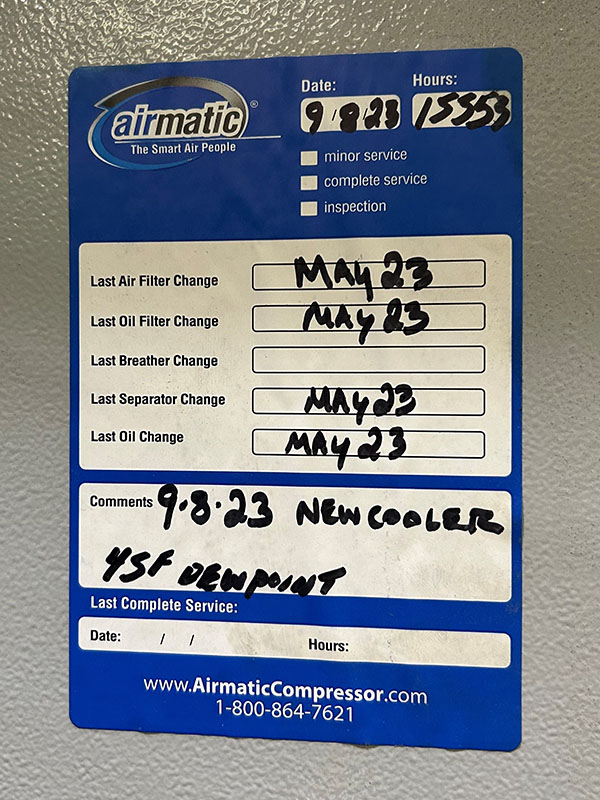 airmatic®
The Smart Air People
Date: Hours:
9/8/23 15553
minor service
complete service
inspection
Last Air Filter Change MAy 23
Last Oil Filter Change MAy 23
Last Breather Change
Last Separator Change MAy 23
Last Oil Change MAy 23
Comments 9.8.23 NEW COOLER
45F DEWPOINT
Last Complete Service:
Date: / / Hours:
www.AirmaticCompressor.com
1-800-864-7621